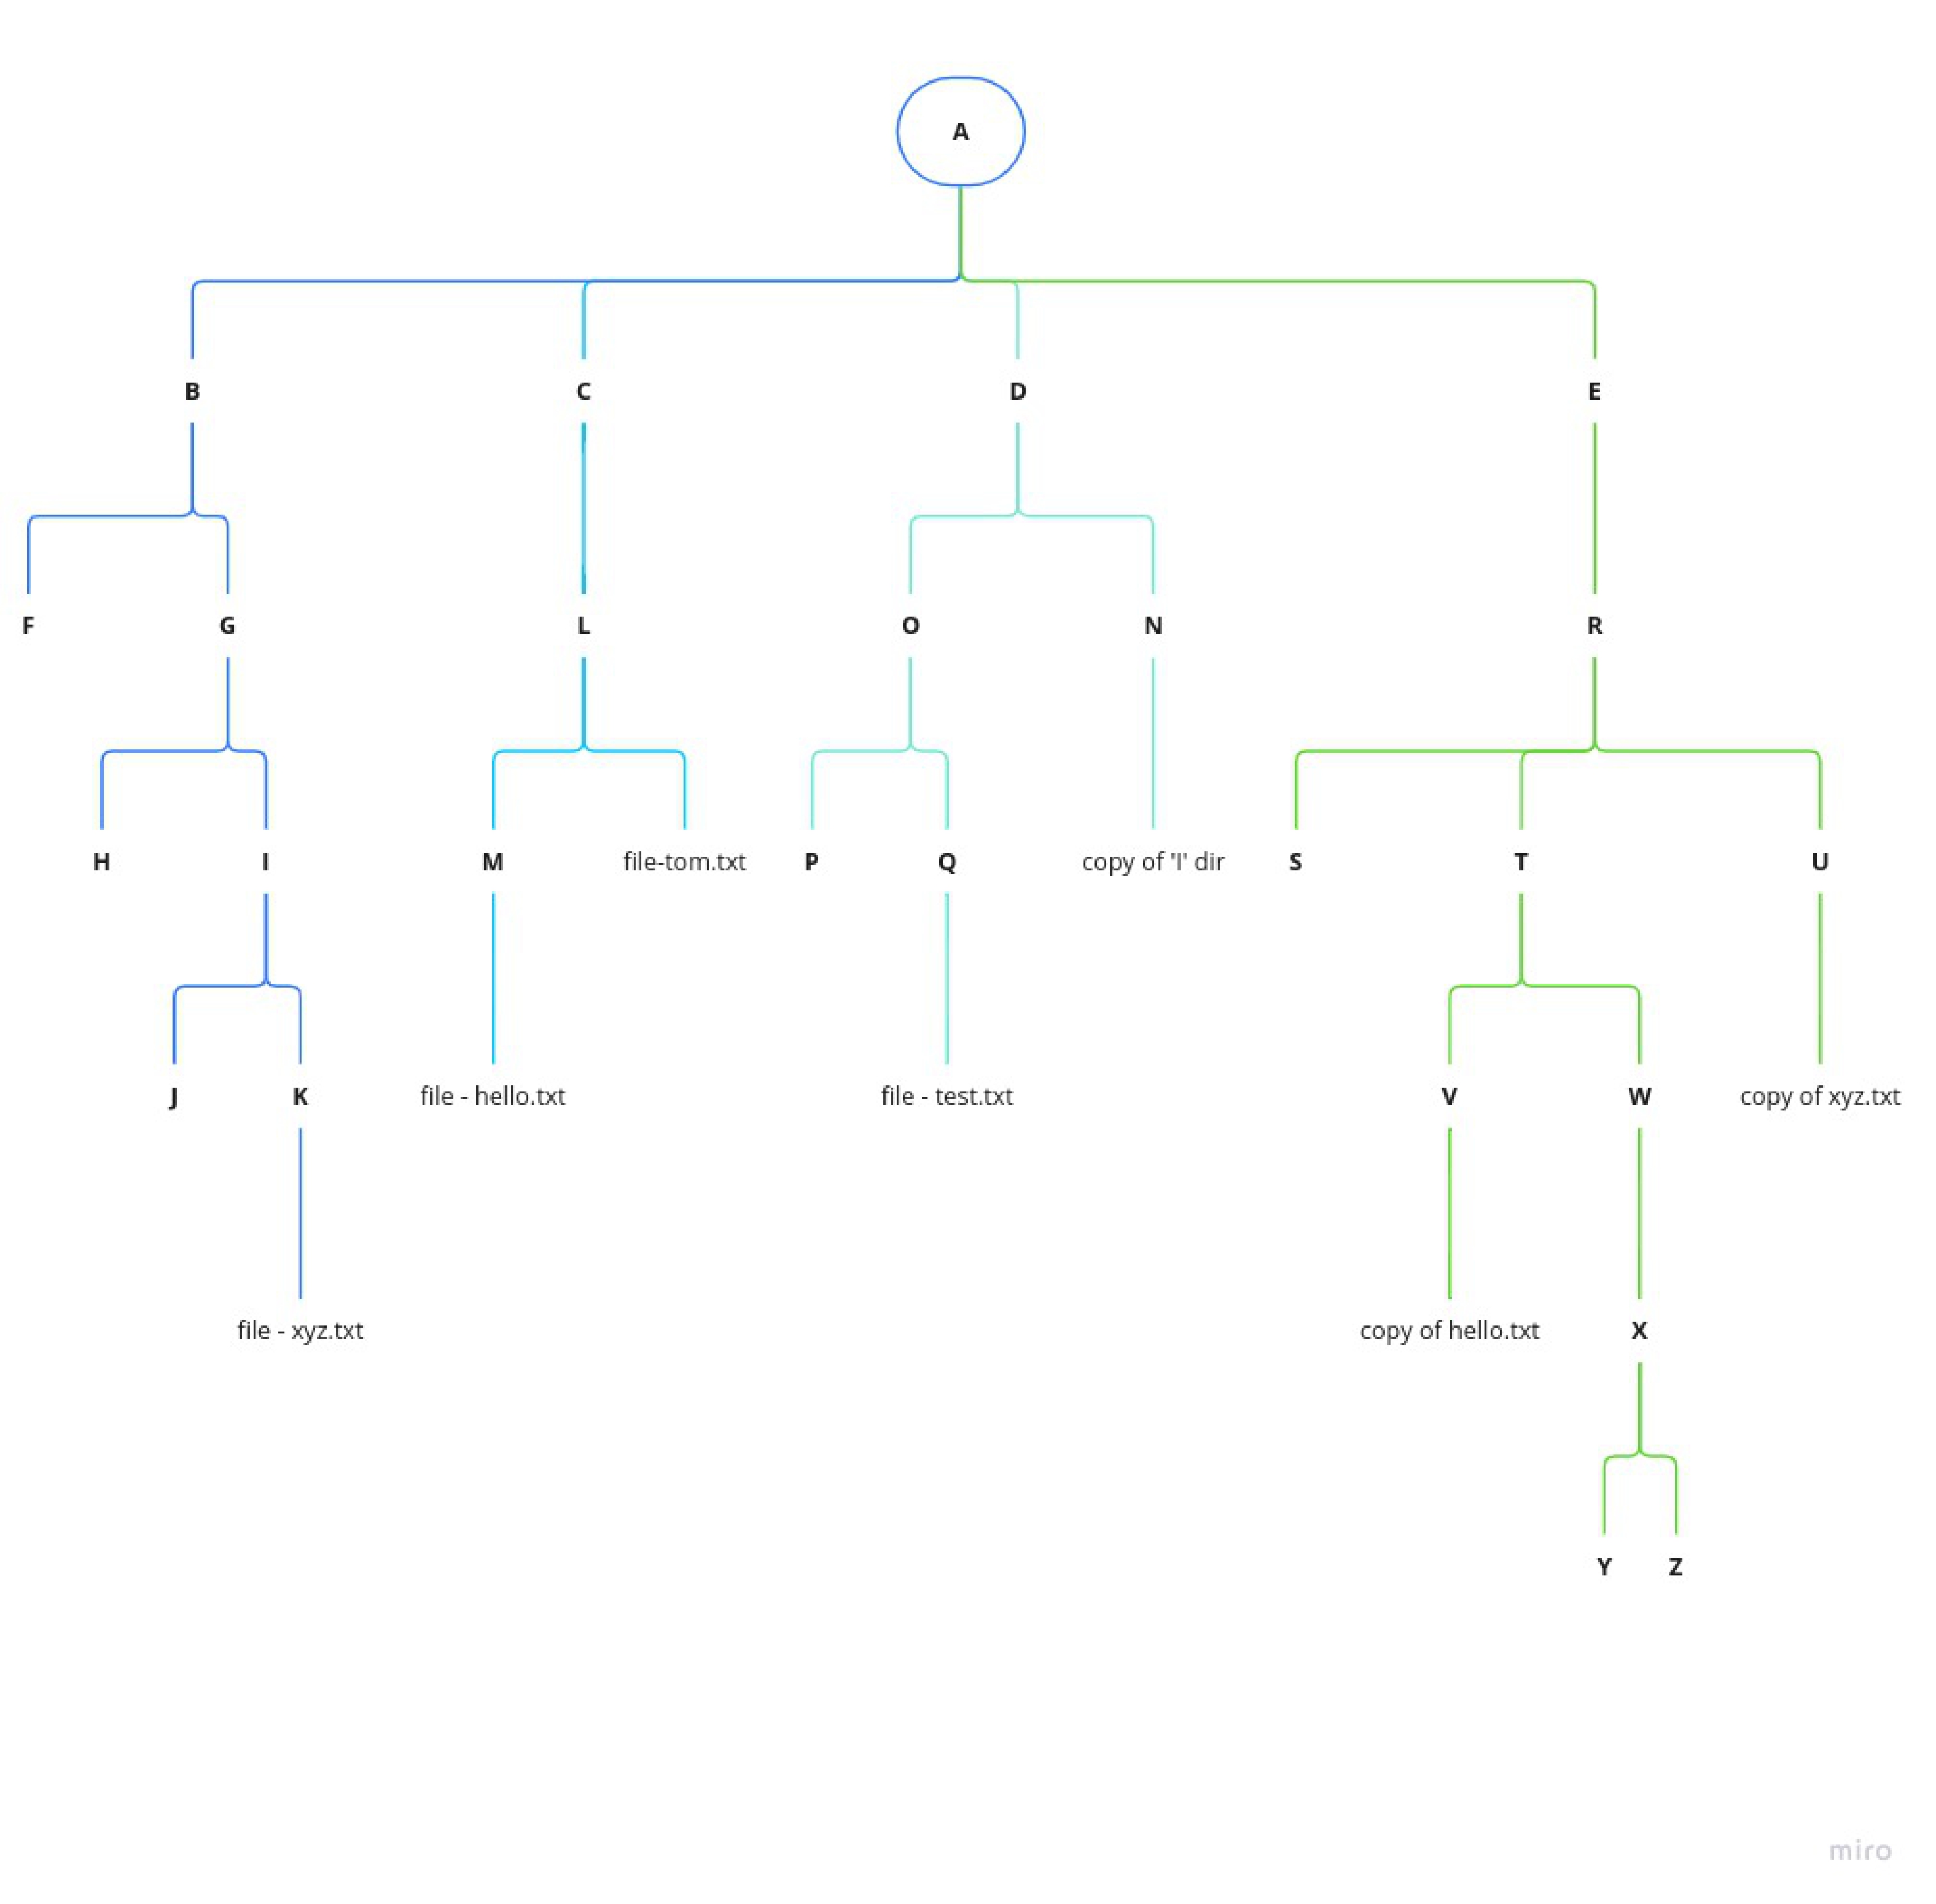 A
B
C
D
E
F
G
L
O
N
R
H
I
M
file-tom.txt
P
Q
copy of 'I' dir
S
T
U
J
K
file - hello.txt
file - test.txt
V
W
copy of xyz.txt
file - xyz.txt
copy of hello.txt
X
Y
Z
miro